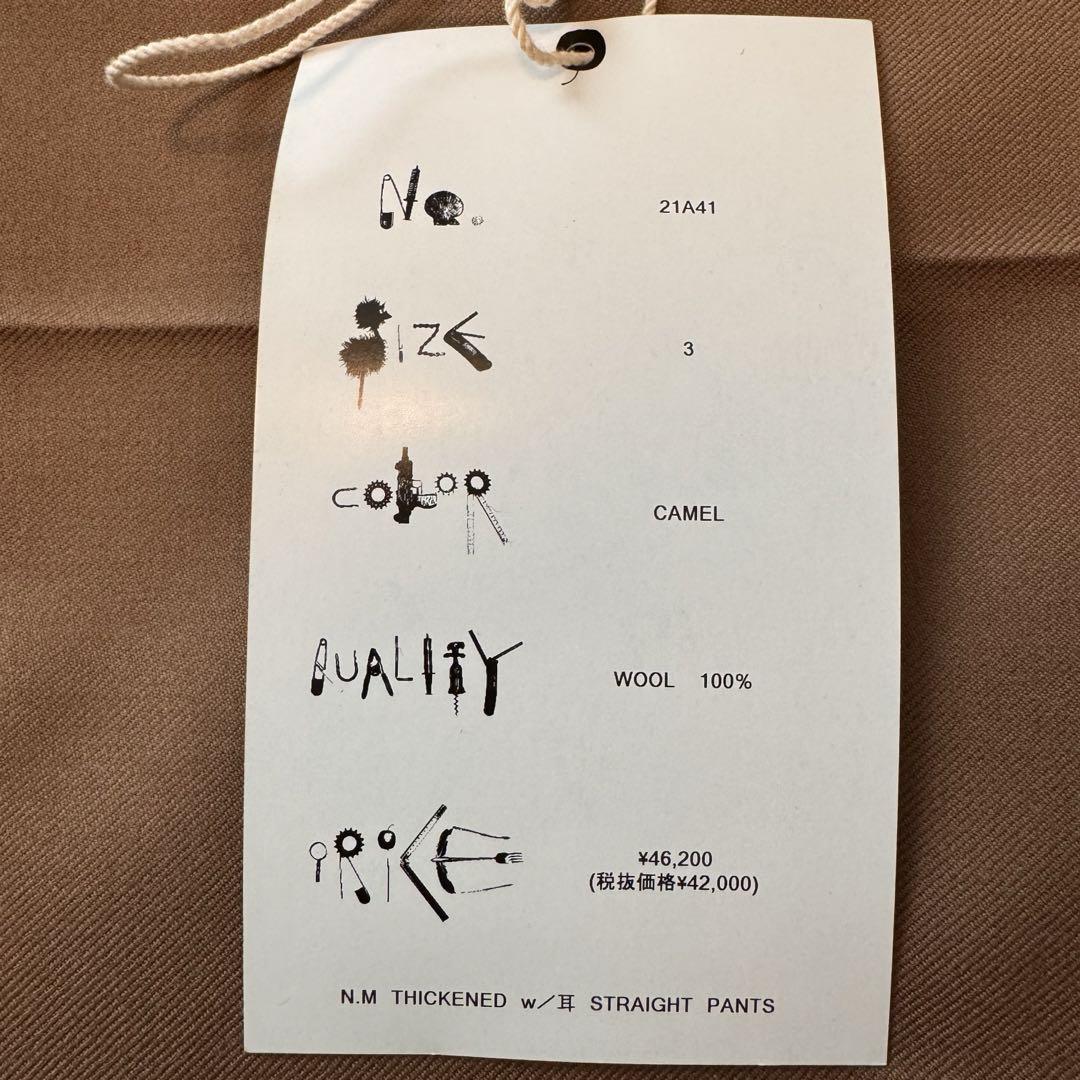 No. 21A41
SIZE 3
COLOR CAMEL
QUALITY WOOL 100%
PRICE ¥46,200
(税抜価格¥42,000)
N.M THICKENED w／耳 STRAIGHT PANTS